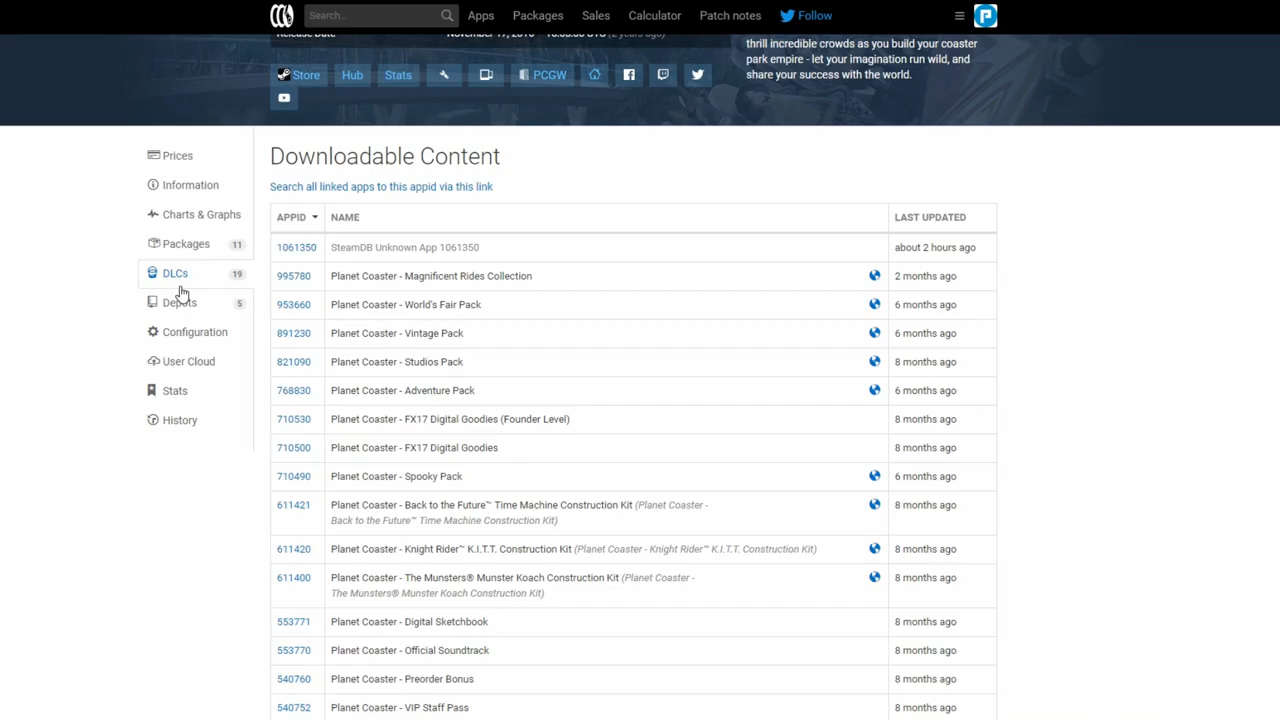 Search... Apps Packages Sales Calculator Patch notes Follow
thrill incredible crowds as you build your coaster
park empire - let your imagination run wild, and
share your success with the world.
Store Hub Stats PCGW
Prices
Information
Charts & Graphs
Packages 11
DLCs 19
Depots 5
Configuration
User Cloud
Stats
History
Downloadable Content
Search all linked apps to this appid via this link
APPID NAME LAST UPDATED
1061350 SteamDB Unknown App 1061350 about 2 hours ago
995780 Planet Coaster - Magnificent Rides Collection 2 months ago
953660 Planet Coaster - World's Fair Pack 6 months ago
891230 Planet Coaster - Vintage Pack 6 months ago
821090 Planet Coaster - Studios Pack 8 months ago
768830 Planet Coaster - Adventure Pack 6 months ago
710530 Planet Coaster - FX17 Digital Goodies (Founder Level) 8 months ago
710500 Planet Coaster - FX17 Digital Goodies 8 months ago
710490 Planet Coaster - Spooky Pack 6 months ago
611421 Planet Coaster - Back to the Future™ Time Machine Construction Kit (Planet Coaster - 8 months ago
Back to the Future™ Time Machine Construction Kit)
611420 Planet Coaster - Knight Rider™ K.I.T.T. Construction Kit (Planet Coaster - Knight Rider™ K.I.T.T. Construction Kit) 8 months ago
611400 Planet Coaster - The Munsters® Munster Koach Construction Kit (Planet Coaster - 8 months ago
The Munsters® Munster Koach Construction Kit)
553771 Planet Coaster - Digital Sketchbook 8 months ago
553770 Planet Coaster - Official Soundtrack 8 months ago
540760 Planet Coaster - Preorder Bonus 8 months ago
540752 Planet Coaster - VIP Staff Pass 8 months ago